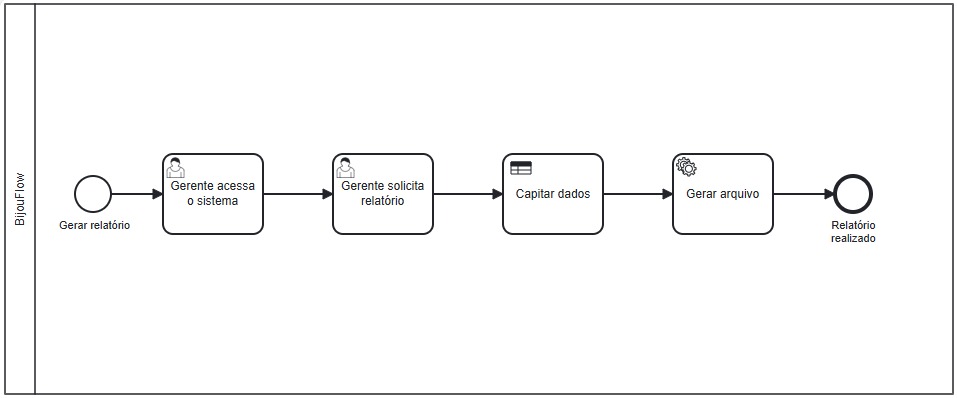 BijouFlow
Gerar relatório
Gerente acessa
o sistema
Gerente solicita
relatório
Capitar dados
Gerar arquivo
Relatório
realizado